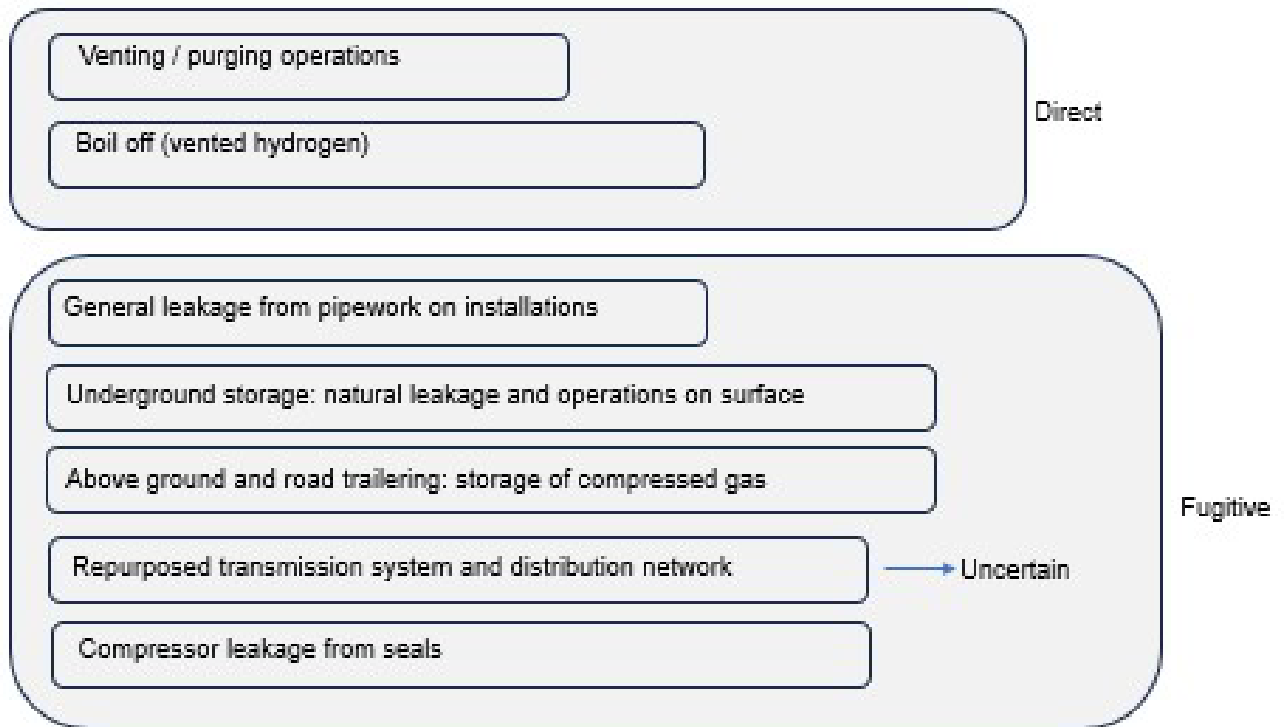 Venting / purging operations
Boil off (vented hydrogen)
Direct
General leakage from pipework on installations
Underground storage: natural leakage and operations on surface
Above ground and road trailering: storage of compressed gas
Fugitive
Repurposed transmission system and distribution network
Uncertain
Compressor leakage from seals